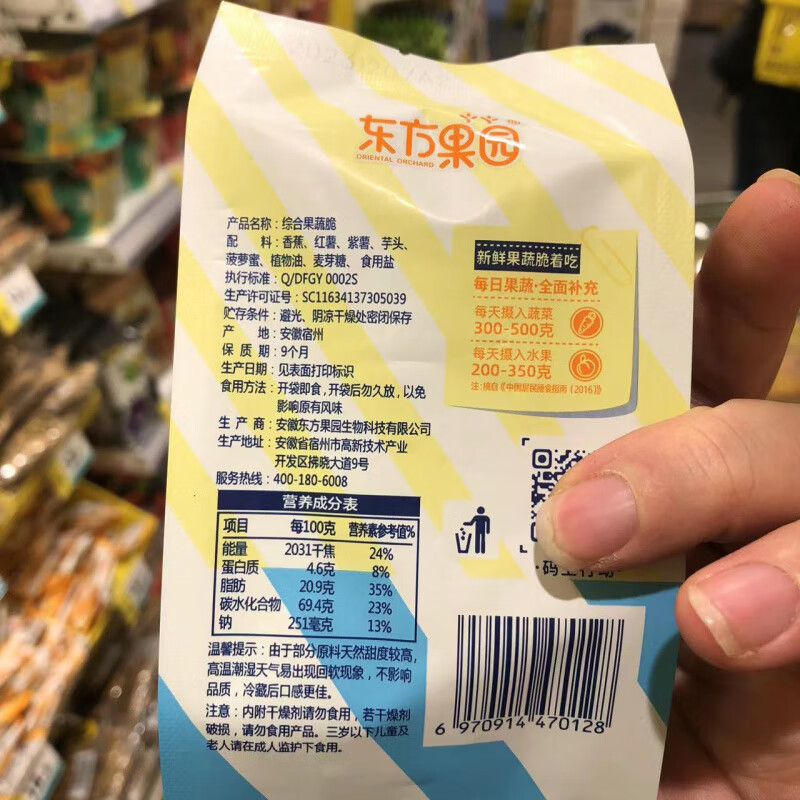 东方果园
ORIENTAL ORCHARD
产品名称：综合果蔬脆
配 料：香蕉、红薯、紫薯、芋头、
菠萝蜜、植物油、麦芽糖、食用盐
执行标准：Q/DFGY 0002S
生产许可证号：SC11634137305039
贮存条件：避光、阴凉干燥处密闭保存
产 地：安徽宿州
保 质 期：9个月
生产日期：见表面打印标识
食用方法：开袋即食，开袋后勿久放，以免
影响原有风味
生 产 商：安徽东方果园生物科技有限公司
生产地址：安徽省宿州市高新技术产业
开发区拂晓大道9号
服务热线：400-180-6008
新鲜果蔬脆着吃
每日果蔬·全面补充
每天摄入蔬菜
300-500克
每天摄入水果
200-350克
注：摘自《中国居民膳食指南（2016）》
营养成分表
项目 每100克 营养素参考值%
能量 2031千焦 24%
蛋白质 4.6克 8%
脂肪 20.9克 35%
碳水化合物 69.4克 23%
钠 251毫克 13%
温馨提示：由于部分原料天然甜度较高，
高温潮湿天气易出现回软现象，不影响
品质，冷藏后口感更佳。
注意：内附干燥剂请勿食用，若干燥剂
破损，请勿食用产品。三岁以下儿童及
老人请在成人监护下食用。
6 970914 470128